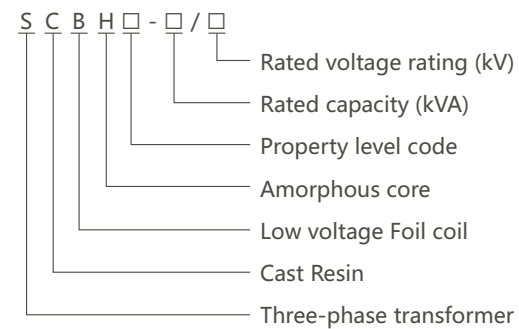 S C B H □ - □ / □
Rated voltage rating (kV)
Rated capacity (kVA)
Property level code
Amorphous core
Low voltage Foil coil
Cast Resin
Three-phase transformer